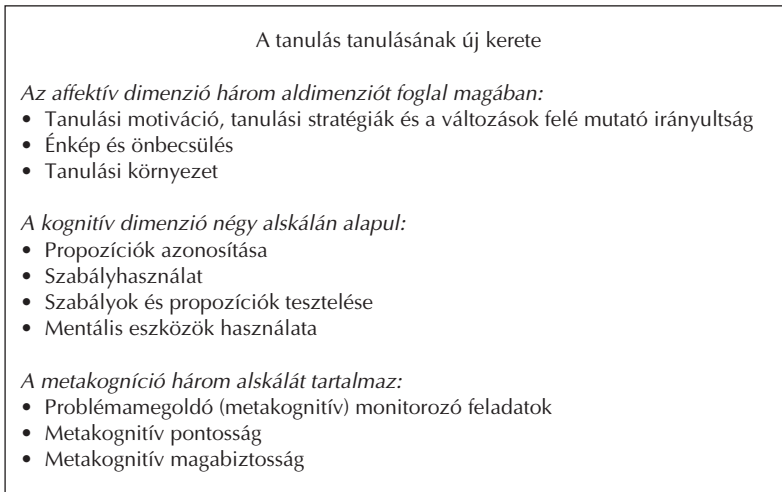 A tanulás tanulásának új kerete
Az affektív dimenzió három aldimenziót foglal magában:
• Tanulási motiváció, tanulási stratégiák és a változások felé mutató irányultság
• Énkép és önbecsülés
• Tanulási környezet
A kognitív dimenzió négy alskálán alapul:
• Propozíciók azonosítása
• Szabályhasználat
• Szabályok és propozíciók tesztelése
• Mentális eszközök használata
A metakogníció három alskálát tartalmaz:
• Problémamegoldó (metakognitív) monitorozó feladatok
• Metakognitív pontosság
• Metakognitív magabiztosság